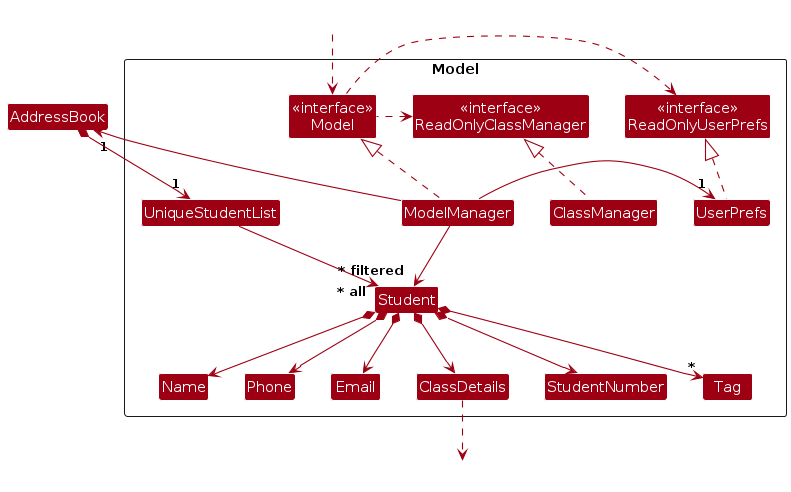 Model
«interface»
Model
«interface»
ReadOnlyClassManager
«interface»
ReadOnlyUserPrefs
AddressBook
1
1
1
UniqueStudentList
ModelManager
ClassManager
UserPrefs
* filtered
* all
Student
*
Name
Phone
Email
ClassDetails
StudentNumber
Tag